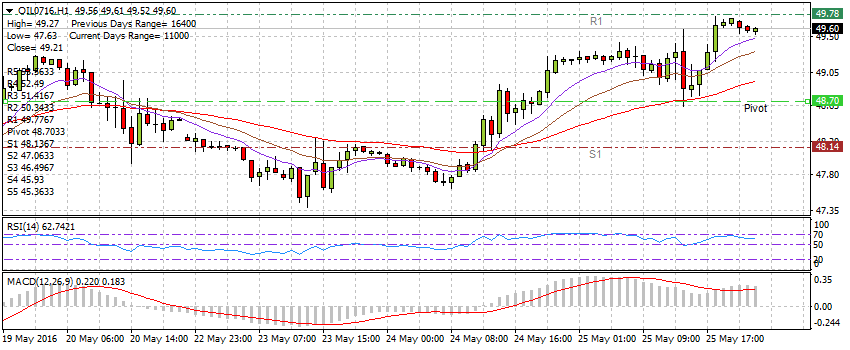 OIL0716,H1 49.56 49.61 49.52 49.60
High= 49.27 Previous Days Range= 16400
Low= 47.63 Current Days Range= 11000
Close= 49.21
R4 52.49
R3 51.4167
R2 50.3433
R1 49.7767
Pivot 48.7033
S1 48.1367
S2 47.0633
S3 46.4967
S4 45.93
S5 45.3633
R1
Pivot
S1
49.78
49.60
49.50
49.05
48.70
48.14
47.80
47.35
RSI(14) 62.7421
100
70
50
20
0
MACD(12,26,9) 0.220 0.183
0.35
0.00
-0.244
19 May 2016
20 May 06:00
20 May 14:00
22 May 23:00
23 May 07:00
23 May 15:00
24 May 00:00
24 May 08:00
24 May 16:00
25 May 01:00
25 May 09:00
25 May 17:00